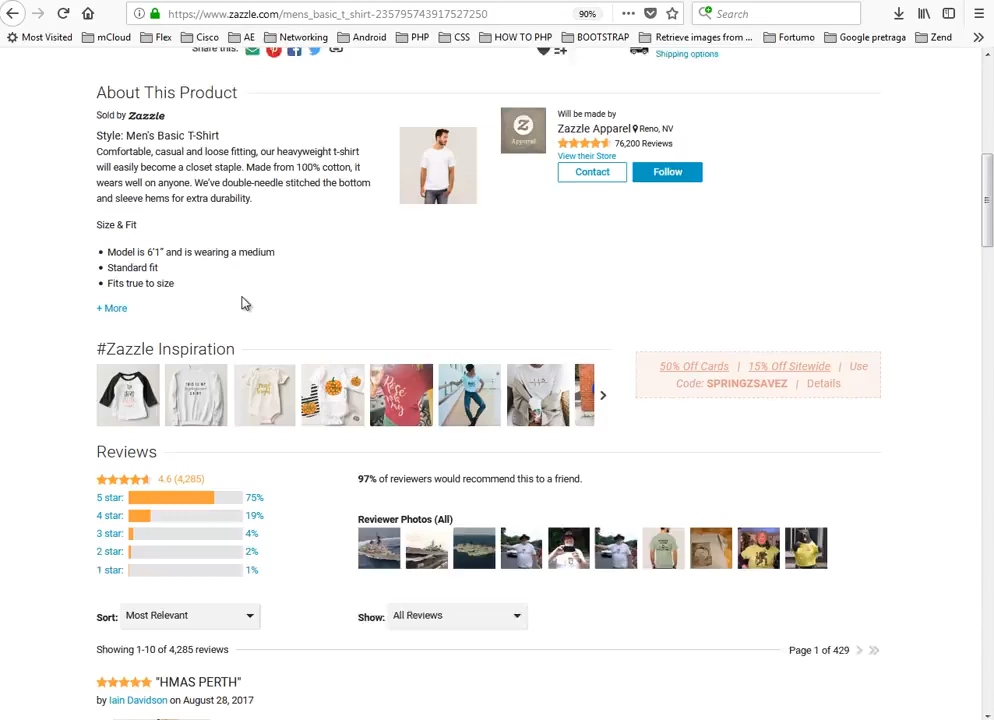 https://www.zazzle.com/mens_basic_t_shirt-235795743917527250
90%
Search
Most Visited
mCloud
Flex
Cisco
AE
Networking
Android
PHP
CSS
HOW TO PHP
BOOTSTRAP
Retrieve images from ...
Fortumo
Google pretraga
Zend
Share this:
Shipping options
About This Product
Sold by Zazzle
Style: Men's Basic T-Shirt
Comfortable, casual and loose fitting, our heavyweight t-shirt
will easily become a closet staple. Made from 100% cotton, it
wears well on anyone. We've double-needle stitched the bottom
and sleeve hems for extra durability.
Size & Fit
• Model is 6'1" and is wearing a medium
• Standard fit
• Fits true to size
+ More
Apparel
Will be made by
Zazzle Apparel Reno, NV
76,200 Reviews
View their Store
Contact
Follow
#Zazzle Inspiration
50% Off Cards | 15% Off Sitewide | Use
Code: SPRINGZSAVEZ | Details
Reviews
4.6 (4,285)
5 star: 75%
4 star: 19%
3 star: 4%
2 star: 2%
1 star: 1%
97% of reviewers would recommend this to a friend.
Reviewer Photos (All)
Sort: Most Relevant
Show: All Reviews
Showing 1-10 of 4,285 reviews
Page 1 of 429
"HMAS PERTH"
by Iain Davidson on August 28, 2017